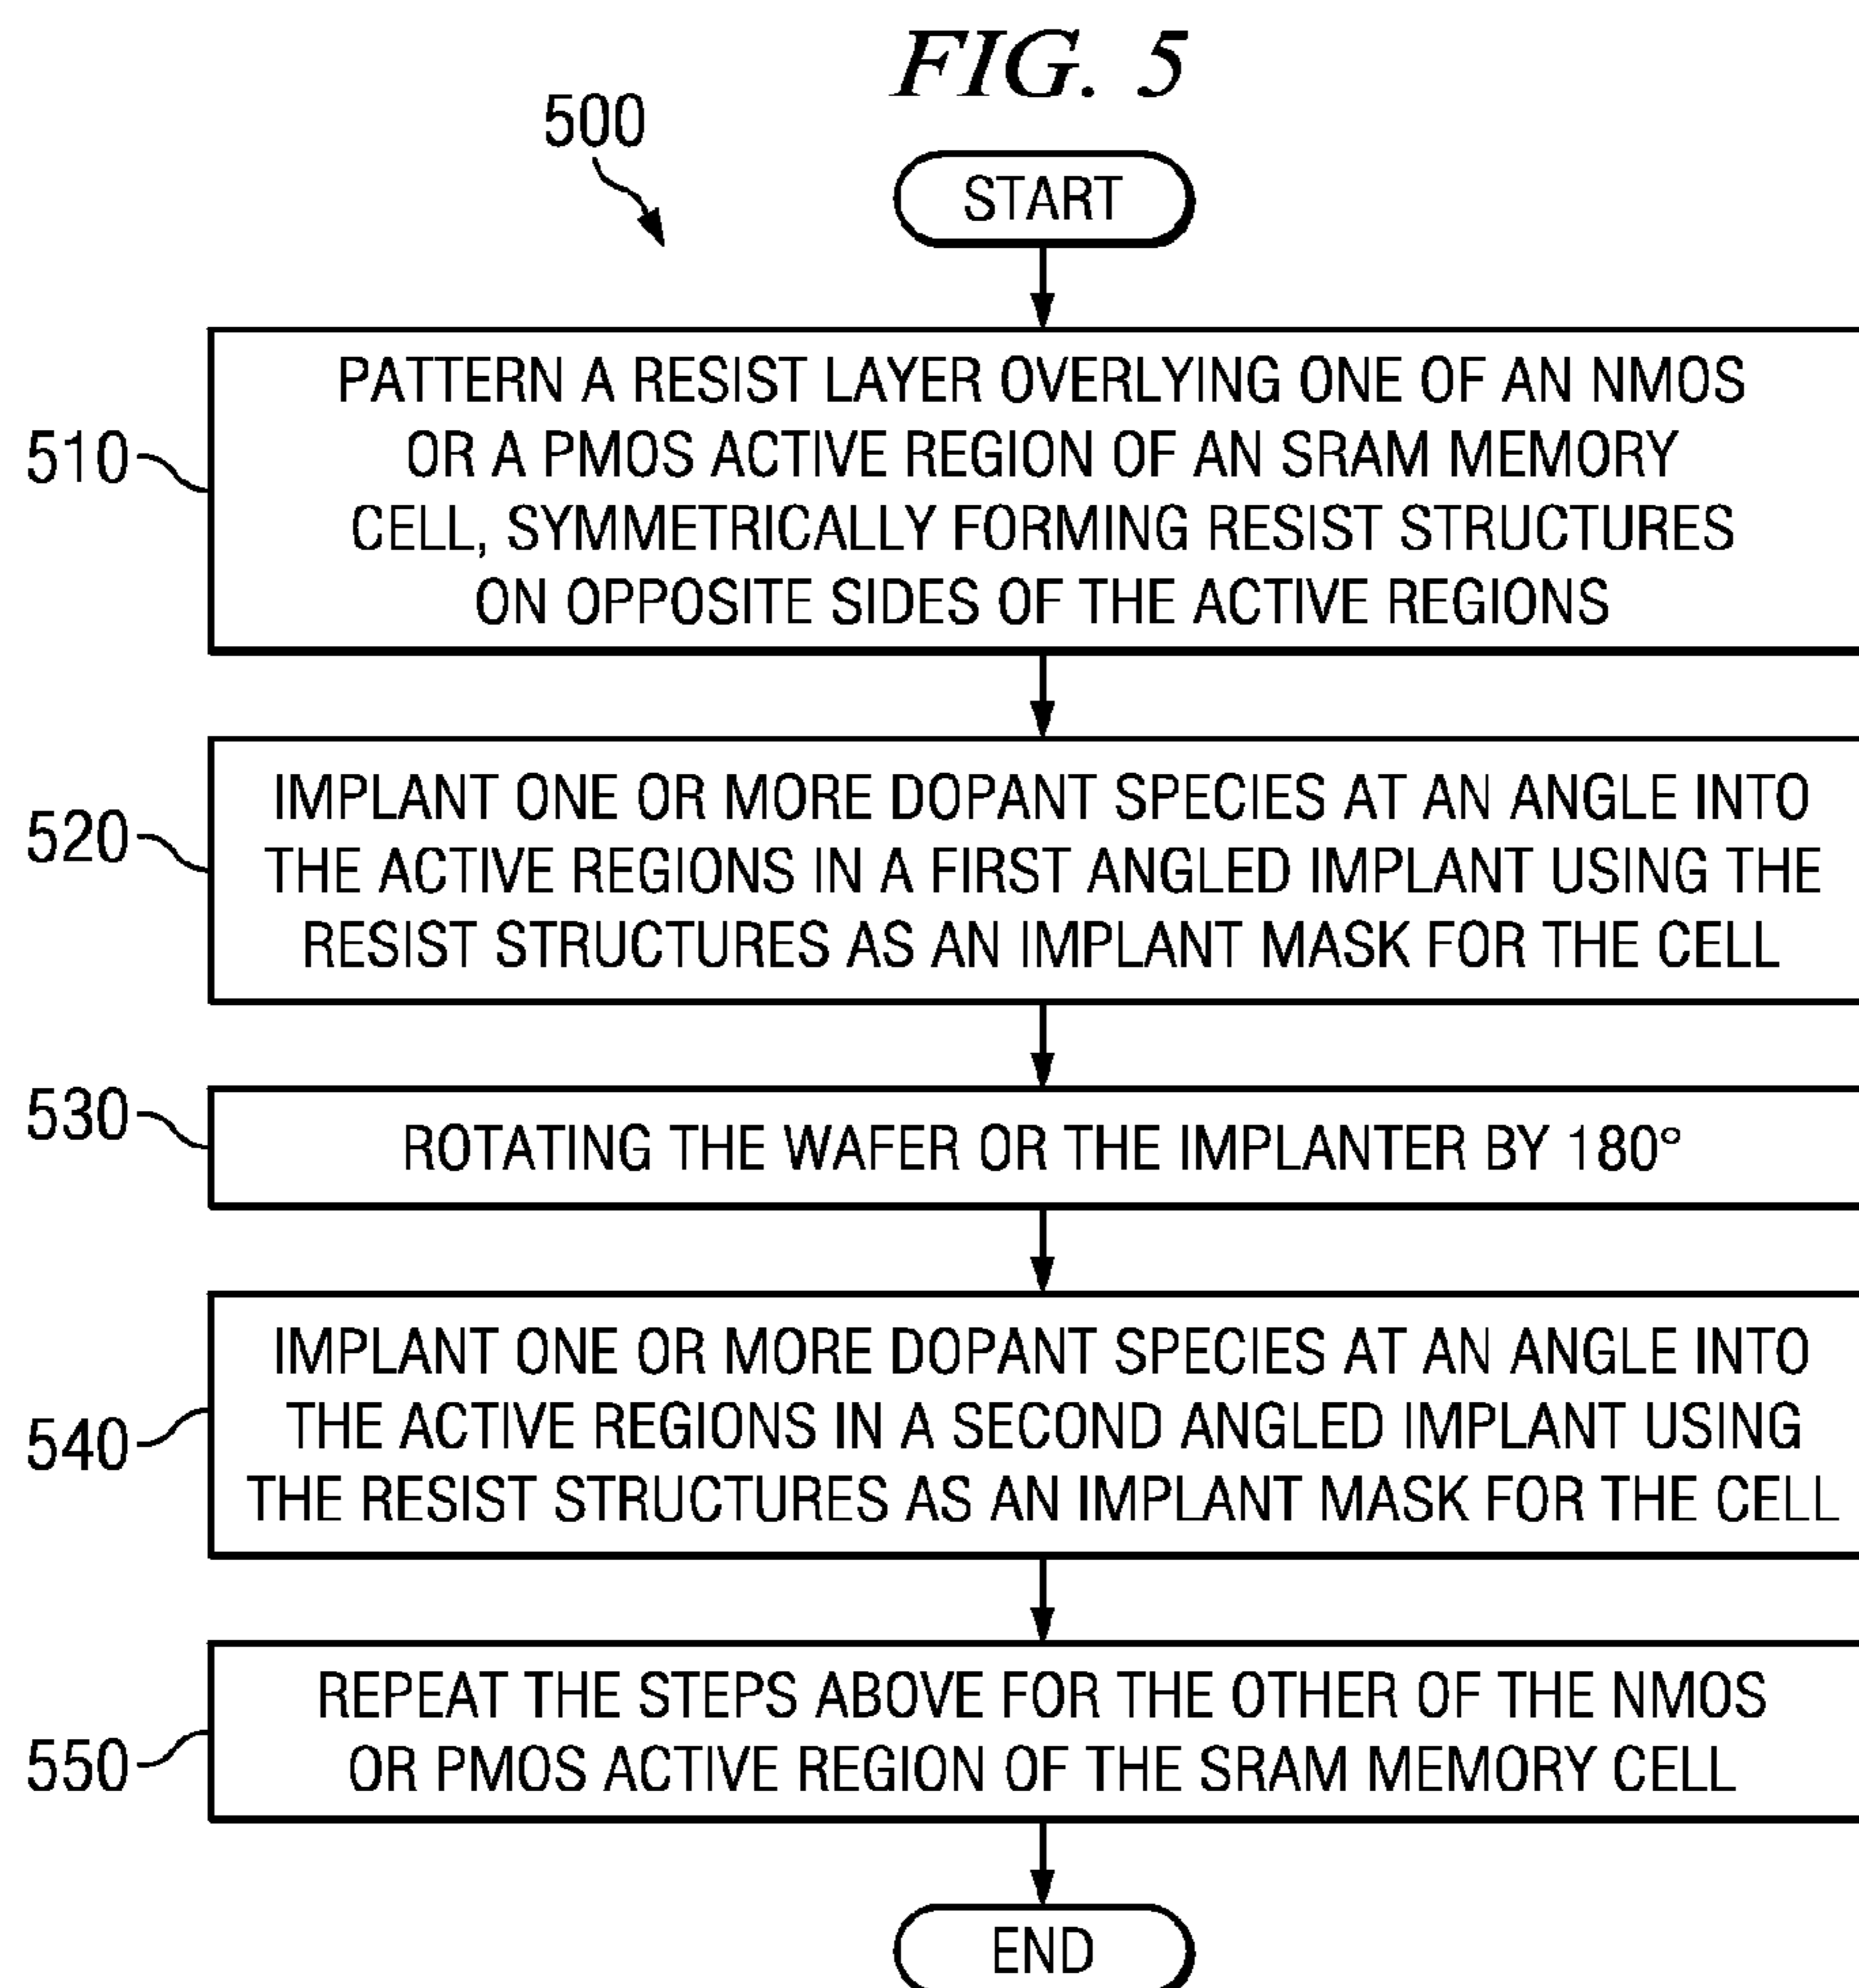 FIG. 5
500
START
510
PATTERN A RESIST LAYER OVERLYING ONE OF AN NMOS
OR A PMOS ACTIVE REGION OF AN SRAM MEMORY
CELL, SYMMETRICALLY FORMING RESIST STRUCTURES
ON OPPOSITE SIDES OF THE ACTIVE REGIONS
520
IMPLANT ONE OR MORE DOPANT SPECIES AT AN ANGLE INTO
THE ACTIVE REGIONS IN A FIRST ANGLED IMPLANT USING THE
RESIST STRUCTURES AS AN IMPLANT MASK FOR THE CELL
530
ROTATING THE WAFER OR THE IMPLANTER BY 180°
540
IMPLANT ONE OR MORE DOPANT SPECIES AT AN ANGLE INTO
THE ACTIVE REGIONS IN A SECOND ANGLED IMPLANT USING
THE RESIST STRUCTURES AS AN IMPLANT MASK FOR THE CELL
550
REPEAT THE STEPS ABOVE FOR THE OTHER OF THE NMOS
OR PMOS ACTIVE REGION OF THE SRAM MEMORY CELL
END